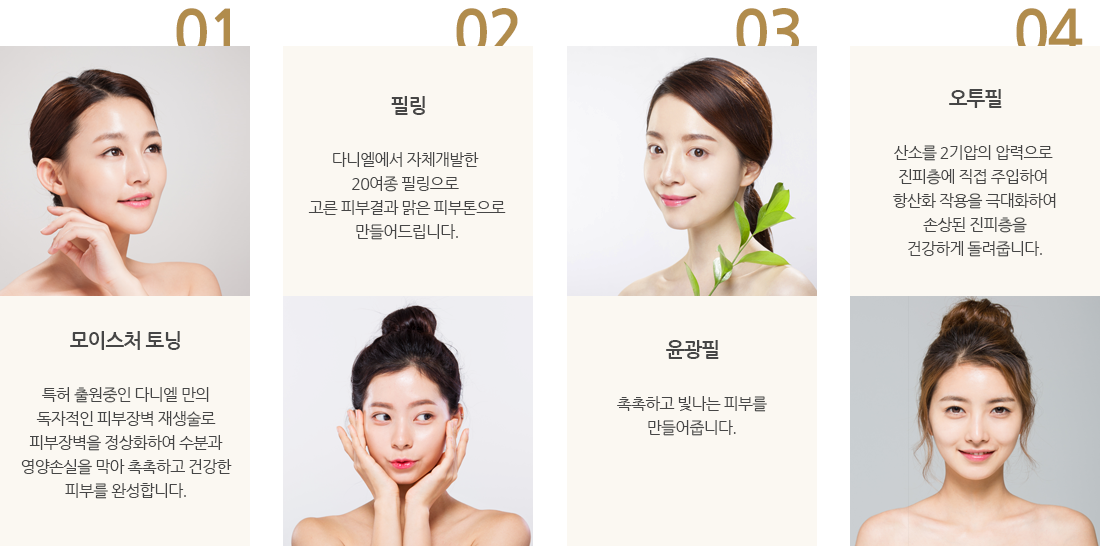 01
모이스처 토닝
특허 출원중인 다니엘 만의
독자적인 피부장벽 재생술로
피부장벽을 정상화하여 수분과
영양손실을 막아 촉촉하고 건강한
피부를 완성합니다.
02
필링
다니엘에서 자체개발한
20여종 필링으로
고른 피부결과 맑은 피부톤으로
만들어드립니다.
03
윤광필
촉촉하고 빛나는 피부를
만들어줍니다.
04
오투필
산소를 2기압의 압력으로
진피층에 직접 주입하여
항산화 작용을 극대화하여
손상된 진피층을
건강하게 돌려줍니다.